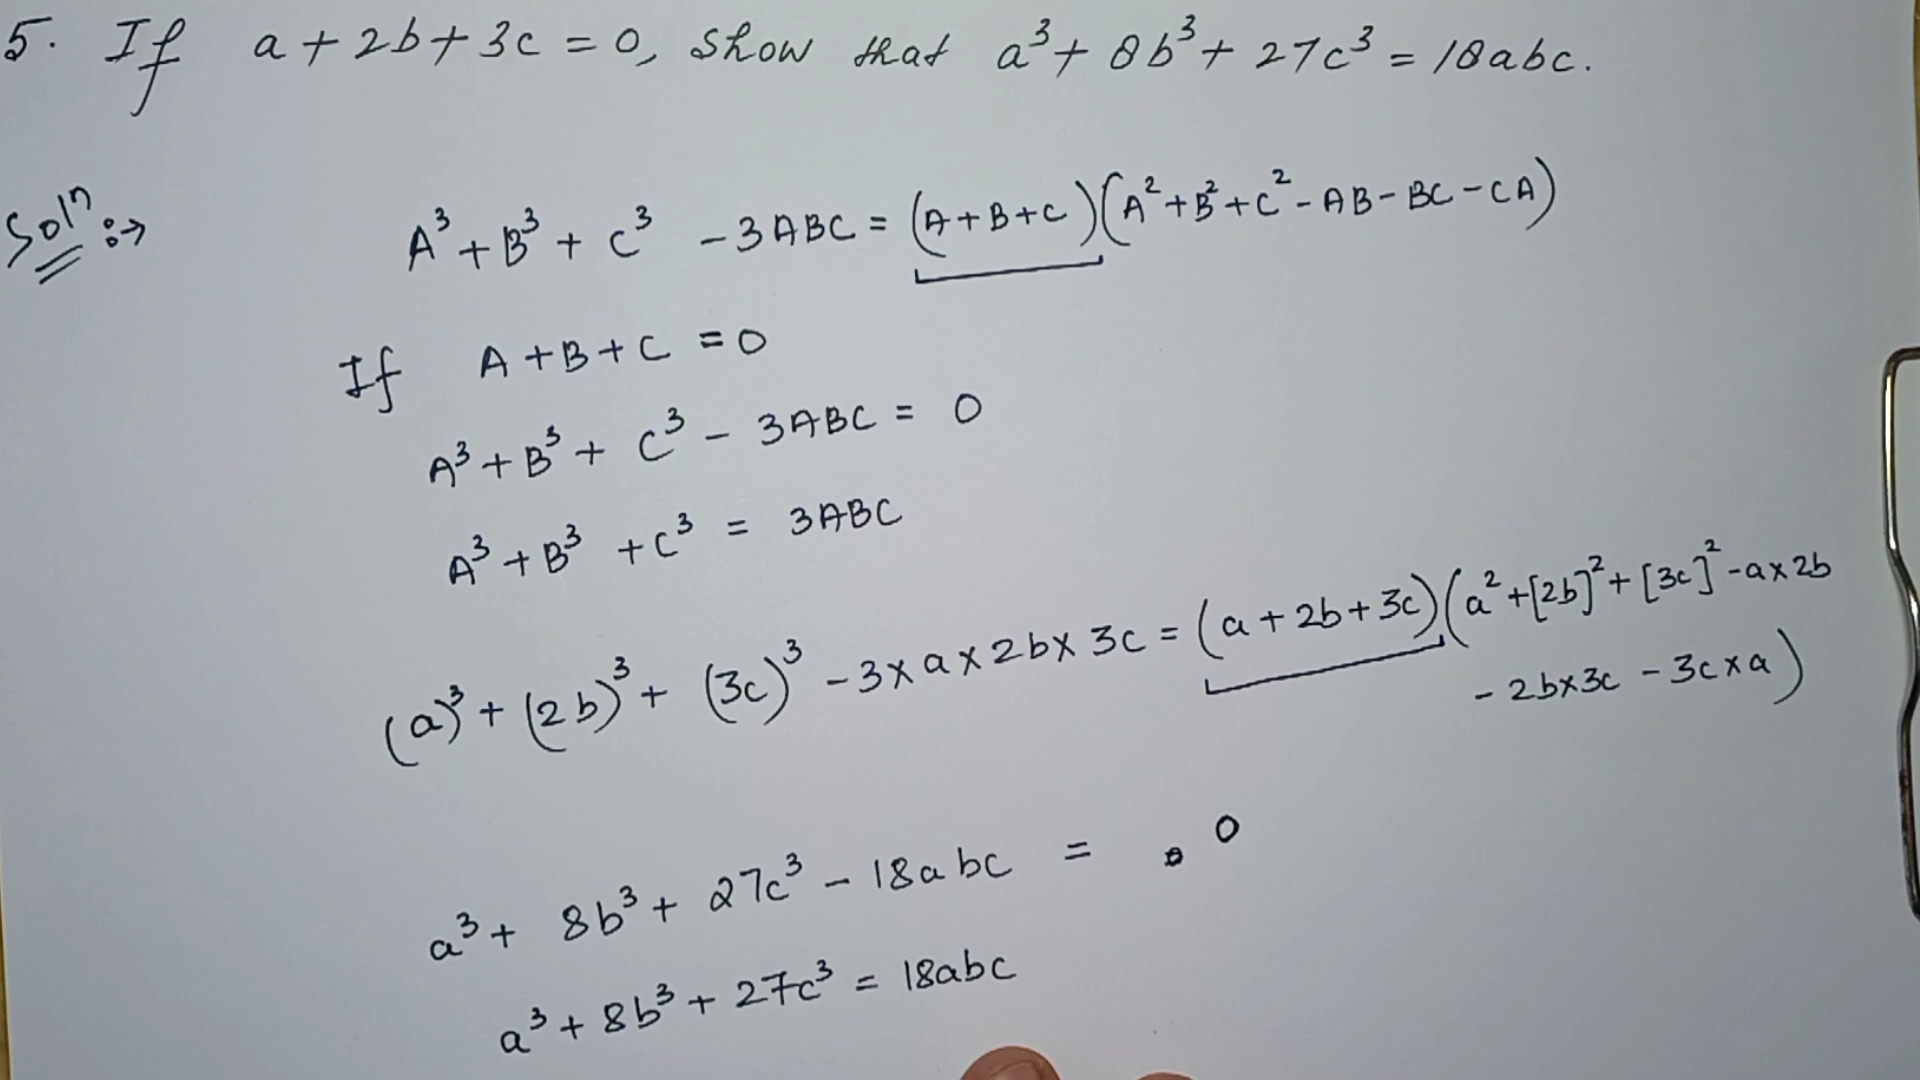 5. If a + 2b + 3c = 0, show that a³ + 8b³ + 27c³ = 18abc.
Solⁿ :→
A³ + B³ + C³ - 3ABC = (A+B+C)(A²+B²+C²-AB-BC-CA)
If A+B+C = 0
A³ + B³ + C³ - 3ABC = 0
A³ + B³ + C³ = 3ABC
(a)³ + (2b)³ + (3c)³ - 3×a×2b×3c = (a+2b+3c)(a²+[2b]²+[3c]²-a×2b
-2b×3c -3c×a)
a³ + 8b³ + 27c³ - 18abc = 0
a³ + 8b³ + 27c³ = 18abc